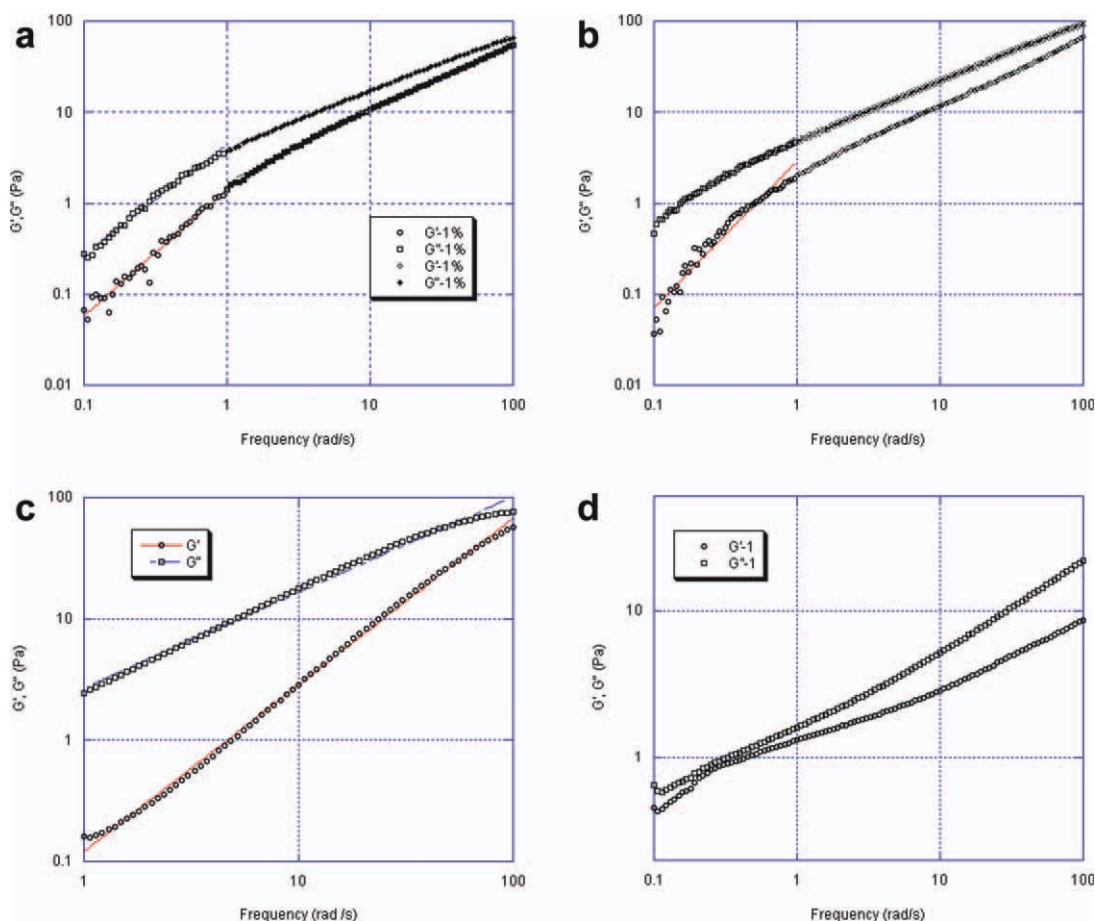 a
100
10
1
0.1
0.01
G',G" (Pa)
0.1 1 10 100
Frequency (rad/s)
G'-1%
G"-1%
G'-1%
G"-1%
b
100
10
1
0.1
0.01
G',G" (Pa)
0.1 1 10 100
Frequency (rad/s)
c
100
10
1
0.1
G', G" (Pa)
1 10 100
Frequency (rad /s)
G'
G"
d
10
1
G', G" (Pa)
0.1 1 10 100
Frequency (rad/s)
G'-1
G"-1